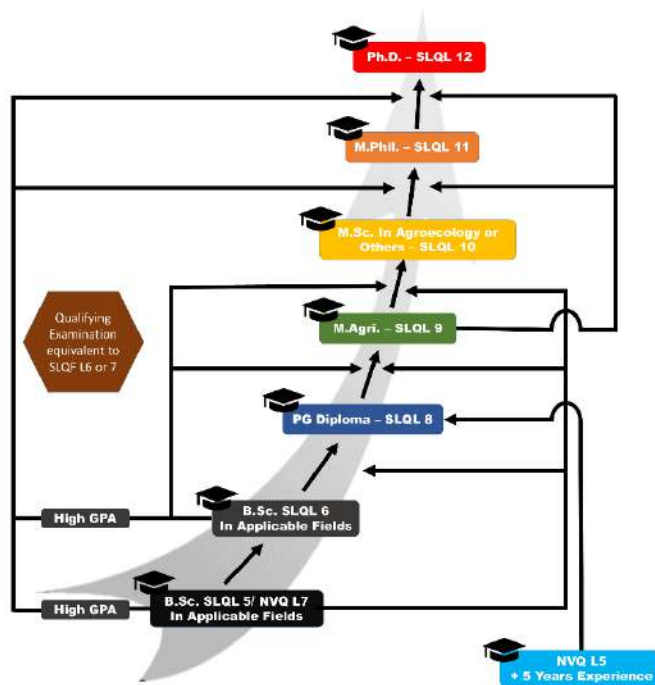 Ph.D. – SLQL 12
M.Phil. – SLQL 11
M.Sc. In Agroecology or
Others – SLQL 10
Qualifying
Examination
equivalent to
SLQF L6 or 7
M.Agri. – SLQL 9
PG Diploma – SLQL 8
High GPA
B.Sc. SLQL 6
In Applicable Fields
High GPA
B.Sc. SLQL 5/ NVQ L7
In Applicable Fields
NVQ L5
+ 5 Years Experience